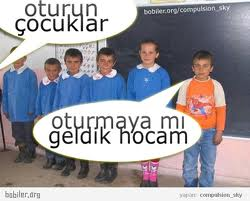 oturun
çocuklar
bobiler.org/compulsion_sky
oturmaya mı
geldik hocam
bobiler.org
yapan: compulsion_sky